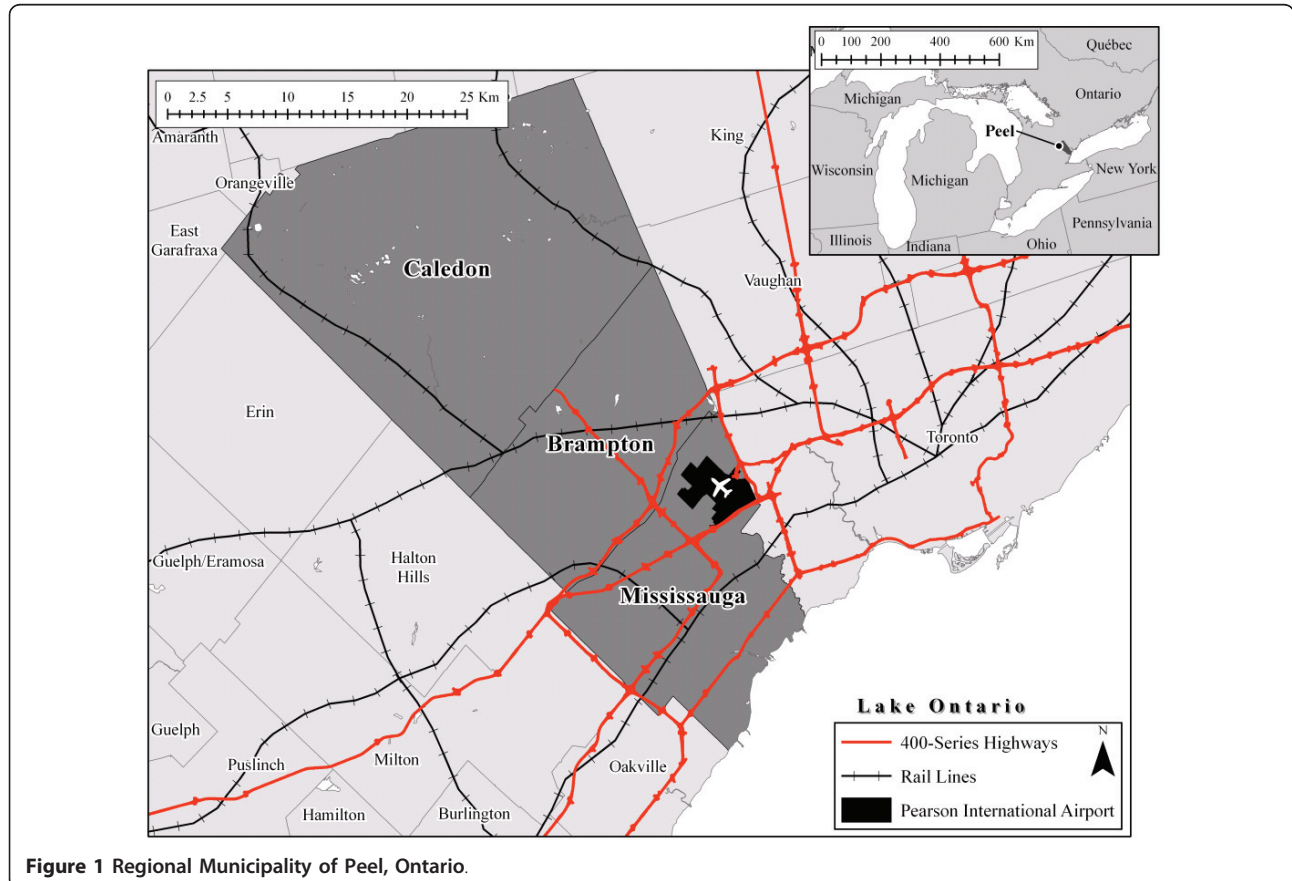 0 2.5 5 10 15 20 25 Km
0 100 200 400 600 Km
Québec
Ontario
Michigan
Peel
Wisconsin
Michigan
New York
Pennsylvania
Illinois
Indiana
Ohio
Amaranth
Orangeville
King
East
Garafraxa
Caledon
Vaughan
Erin
Brampton
Toronto
Guelph/Eramosa
Halton
Hills
Mississauga
Guelph
Puslinch
Milton
Oakville
Hamilton
Burlington
Lake Ontario
N
400-Series Highways
Rail Lines
Pearson International Airport
Figure 1 Regional Municipality of Peel, Ontario.